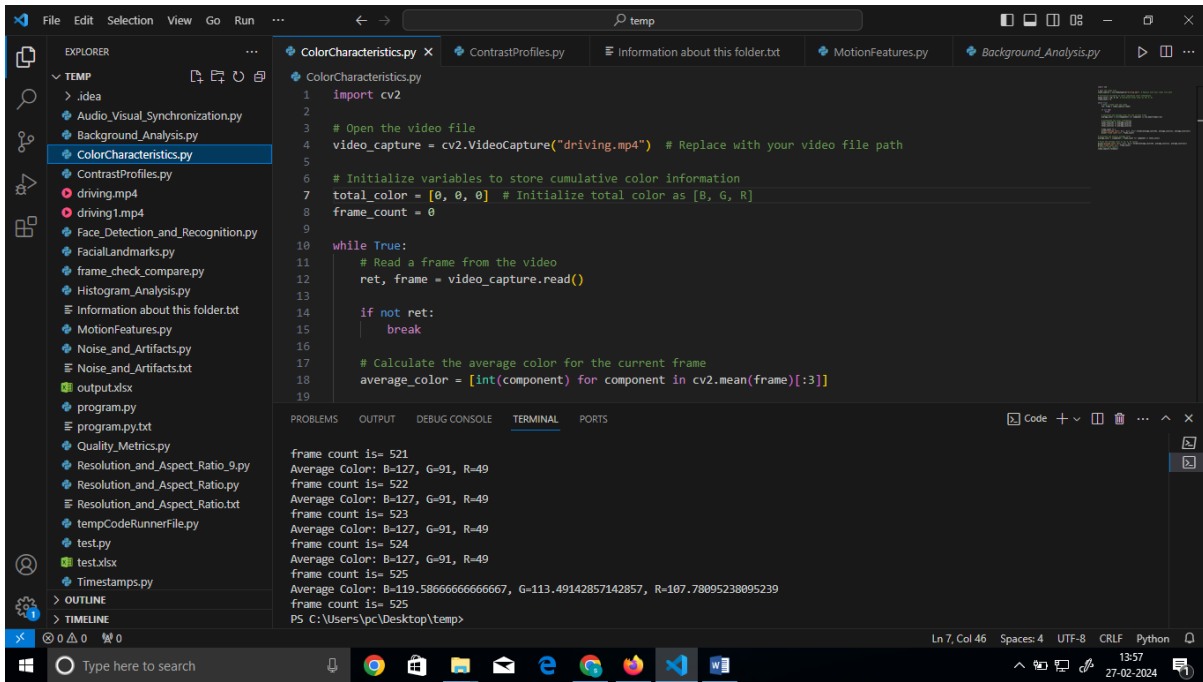 File Edit Selection View Go Run ... temp
EXPLORER ...
TEMP
.idea
Audio_Visual_Synchronization.py
Background_Analysis.py
ColorCharacteristics.py
ContrastProfiles.py
driving.mp4
driving1.mp4
Face_Detection_and_Recognition.py
FacialLandmarks.py
frame_check_compare.py
Histogram_Analysis.py
Information about this folder.txt
MotionFeatures.py
Noise_and_Artifacts.py
Noise_and_Artifacts.txt
output.xlsx
program.py
program.py.txt
Quality_Metrics.py
Resolution_and_Aspect_Ratio_9.py
Resolution_and_Aspect_Ratio.py
Resolution_and_Aspect_Ratio.txt
tempCodeRunnerFile.py
test.py
test.xlsx
Timestamps.py
OUTLINE
TIMELINE
ColorCharacteristics.py ContrastProfiles.py Information about this folder.txt MotionFeatures.py Background_Analysis.py
ColorCharacteristics.py
1 import cv2
2
3 # Open the video file
4 video_capture = cv2.VideoCapture("driving.mp4")  # Replace with your video file path
5
6 # Initialize variables to store cumulative color information
7 total_color = [0, 0, 0]  # Initialize total color as [B, G, R]
8 frame_count = 0
9
10 while True:
11     # Read a frame from the video
12     ret, frame = video_capture.read()
13
14     if not ret:
15         break
16
17     # Calculate the average color for the current frame
18     average_color = [int(component) for component in cv2.mean(frame)[:3]]
19
PROBLEMS OUTPUT DEBUG CONSOLE TERMINAL PORTS Code
frame count is= 521
Average Color: B=127, G=91, R=49
frame count is= 522
Average Color: B=127, G=91, R=49
frame count is= 523
Average Color: B=127, G=91, R=49
frame count is= 524
Average Color: B=127, G=91, R=49
frame count is= 525
Average Color: B=119.58666666666667, G=113.49142857142857, R=107.78095238095239
frame count is= 525
PS C:\Users\pc\Desktop\temp>
1
0 0 0 Ln 7, Col 46 Spaces: 4 UTF-8 CRLF Python
Type here to search 13:57
27-02-2024